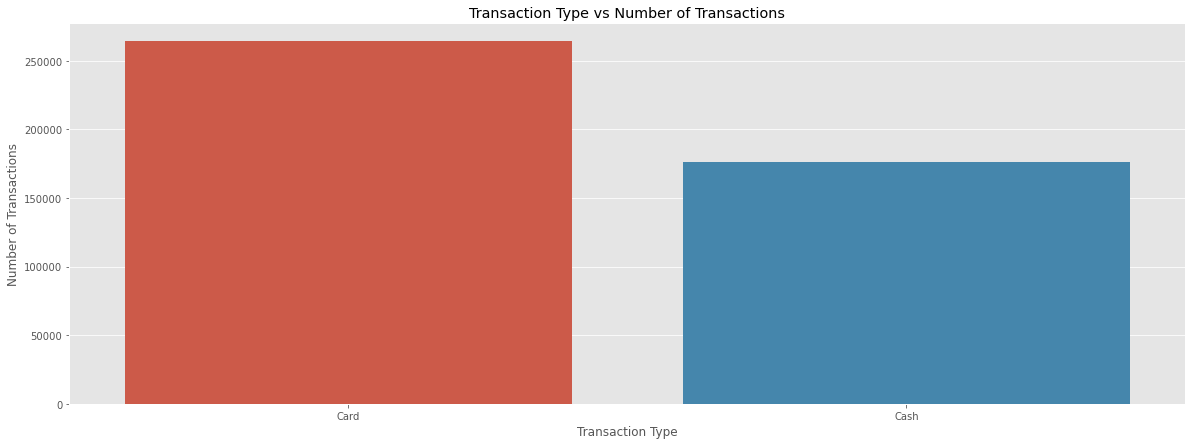 Transaction Type vs Number of Transactions
Number of Transactions
250000
200000
150000
100000
50000
0
Card
Cash
Transaction Type